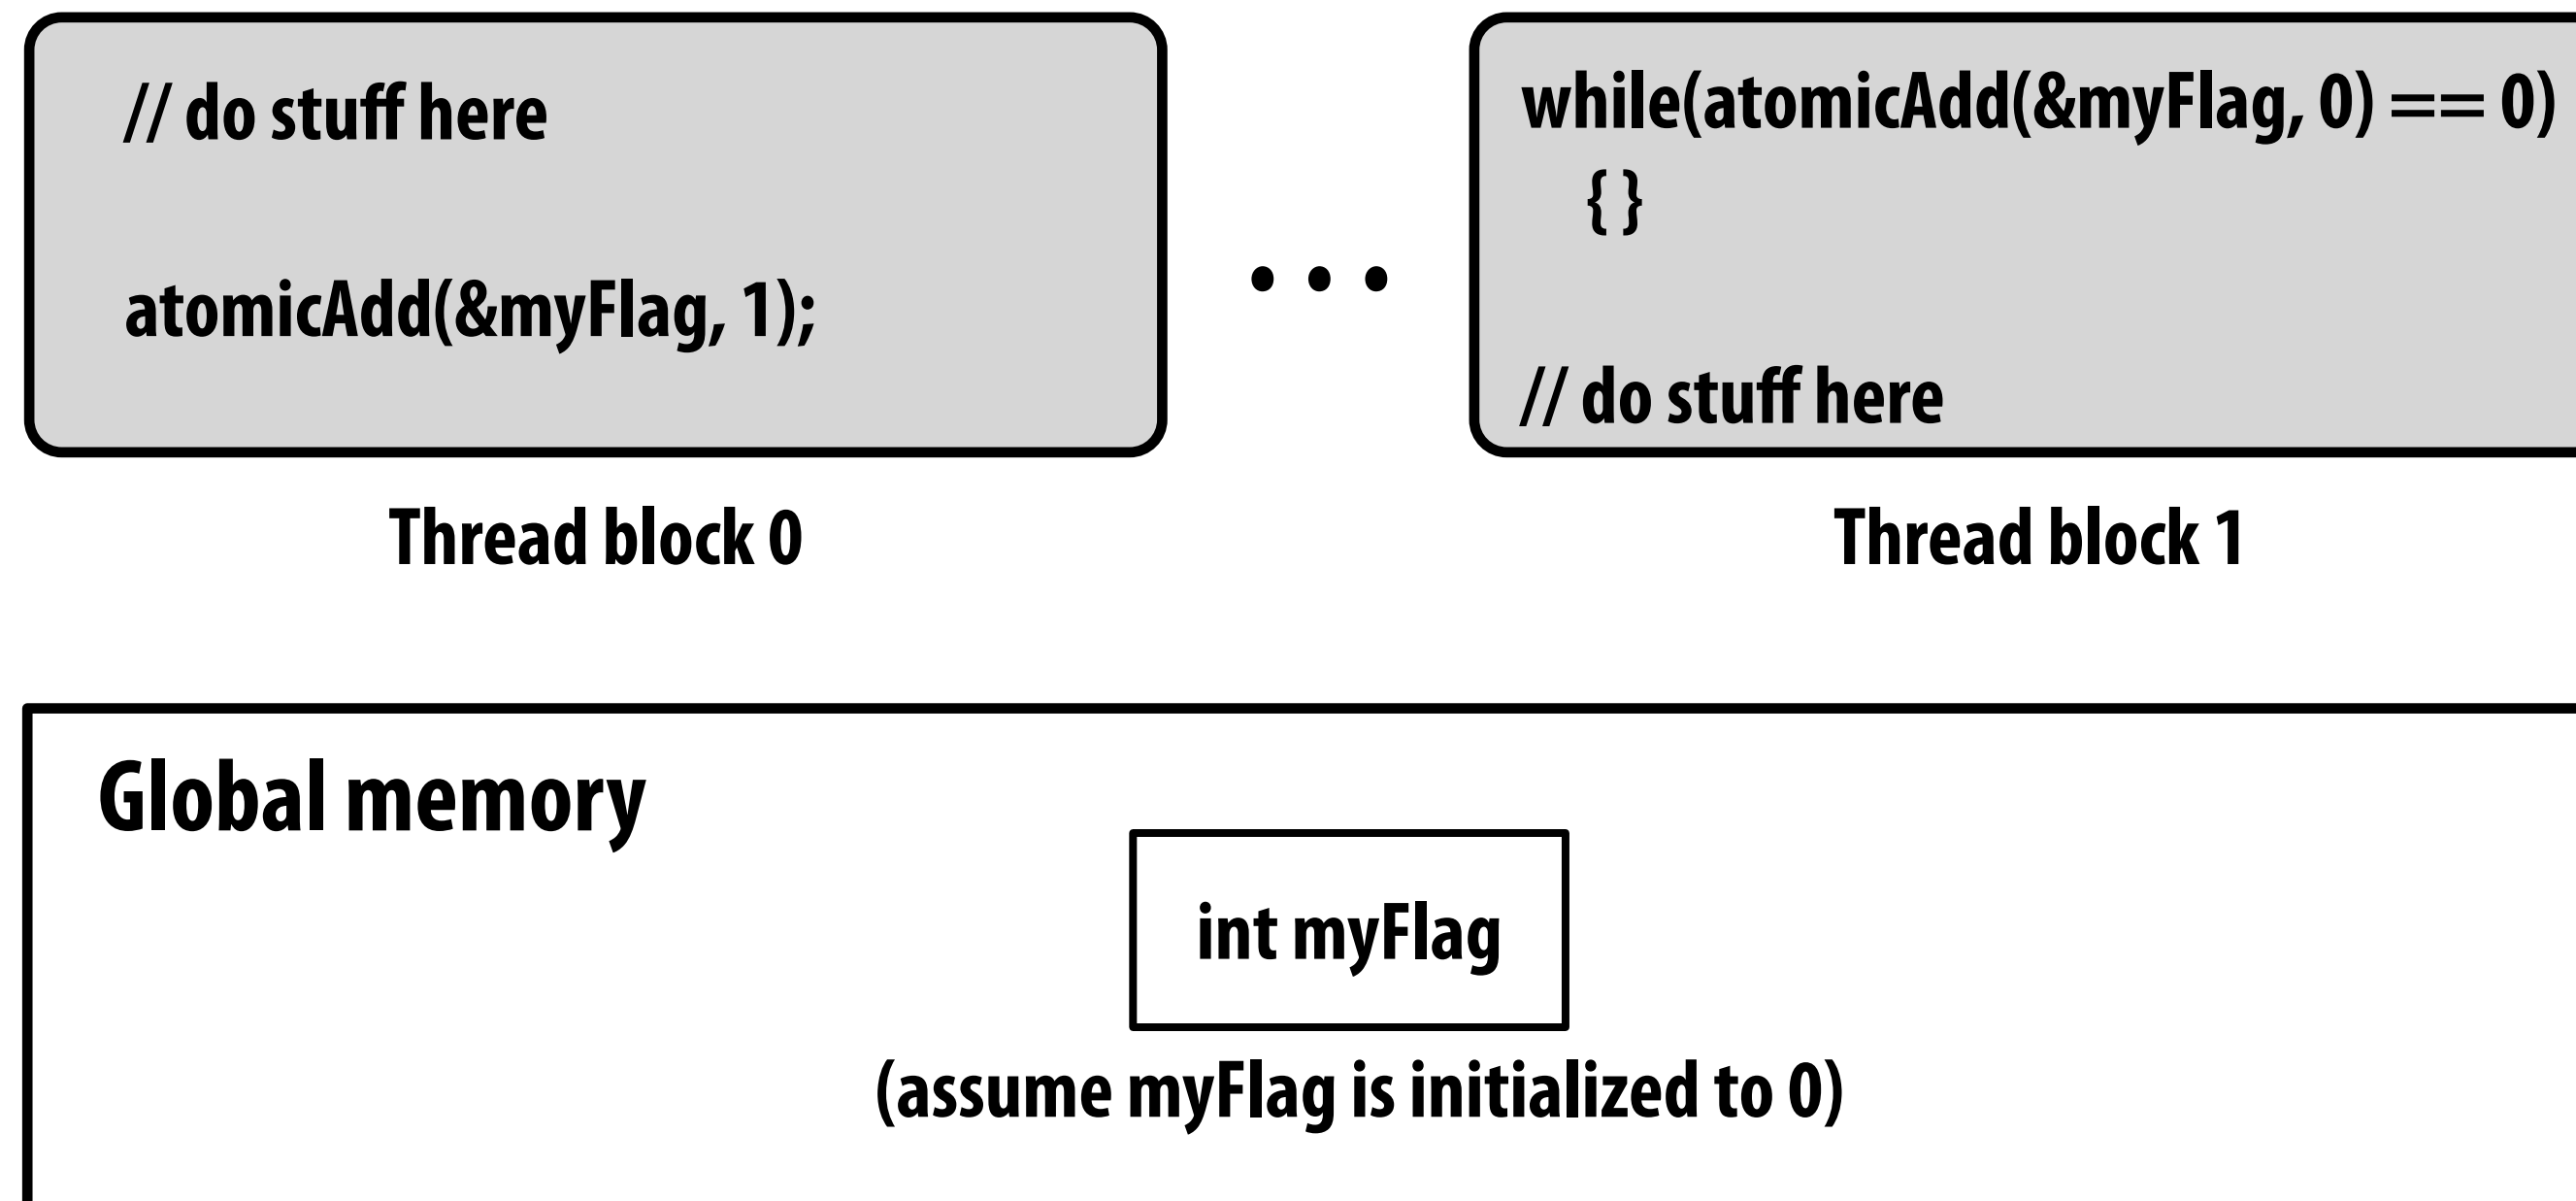 // do stuff here
atomicAdd(&myFlag, 1);
while(atomicAdd(&myFlag, 0) == 0)
{ }
// do stuff here
Thread block 0
Thread block 1
Global memory
int myFlag
(assume myFlag is initialized to 0)